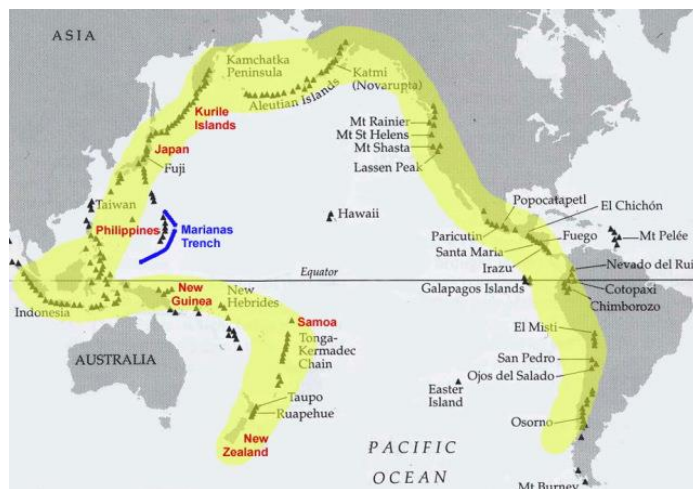 ASIA
Kamchatka
Peninsula
Katmi
(Novarupta)
Aleutian Islands
Kurile
Islands
Mt Rainier
Mt St Helens
Mt Shasta
Lassen Peak
Japan
Fuji
Taiwan
Popocatapetl
El Chichón
Hawaii
Philippines
Marianas
Trench
Paricutin
Fuego
Mt Pelée
Santa Maria
Irazu
Equator
Nevado del Rui
New
Guinea
New
Hebrides
Galapagos Islands
Cotopaxi
Chimborozo
Indonesia
Samoa
El Misti
Tonga-
Kermadec
Chain
AUSTRALIA
San Pedro
Ojos del Salado
Easter
Island
Taupo
Ruapehue
Osorno
New
Zealand
PACIFIC
OCEAN
Mt Burney